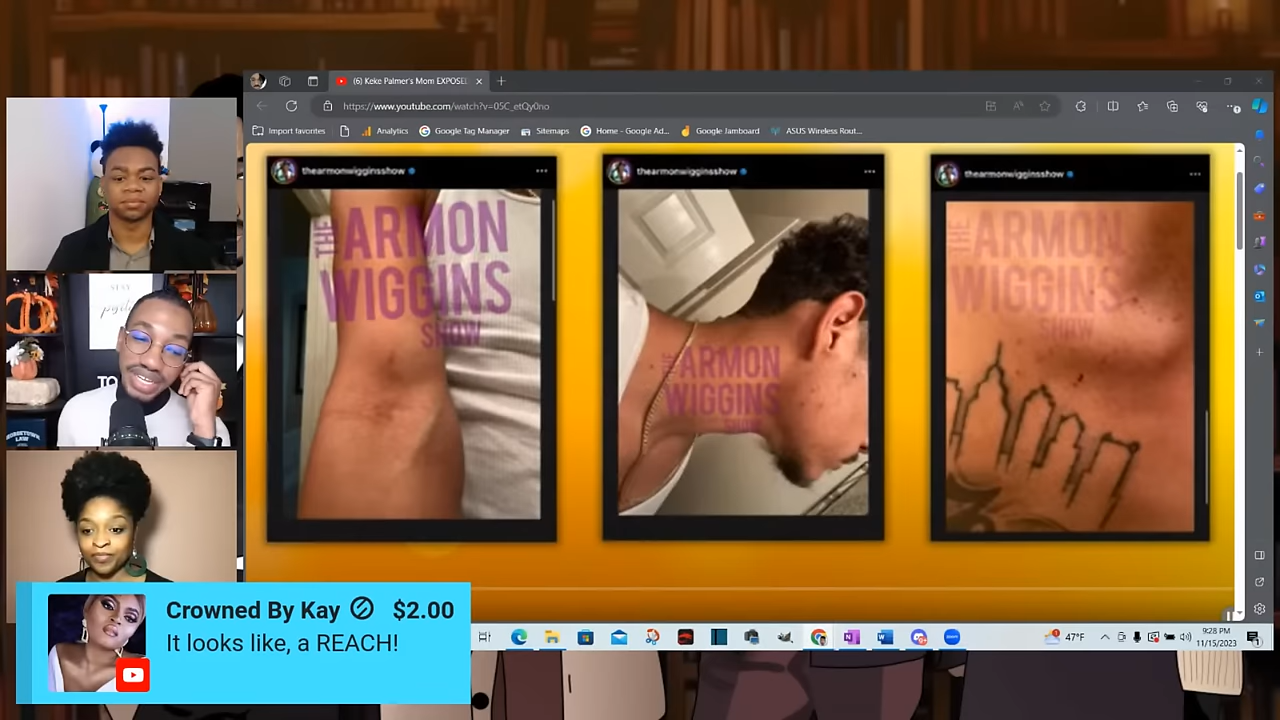 (6) Keke Palmer's Mom EXPOSE
https://www.youtube.com/watch?v=05C_etQy0no
Import favorites
Analytics
Google Tag Manager
Sitemaps
Home - Google Ad...
Google Jamboard
ASUS Wireless Rout...
thearmonwigginsshow
THE ARMON
WIGGINS
SHOW
thearmonwigginsshow
THE ARMON
WIGGINS
SHOW
thearmonwigginsshow
THE ARMON
WIGGINS
SHOW
STAY
TO
LAW
Crowned By Kay $2.00
It looks like, a REACH!
47°F
9:28 PM
11/15/2023